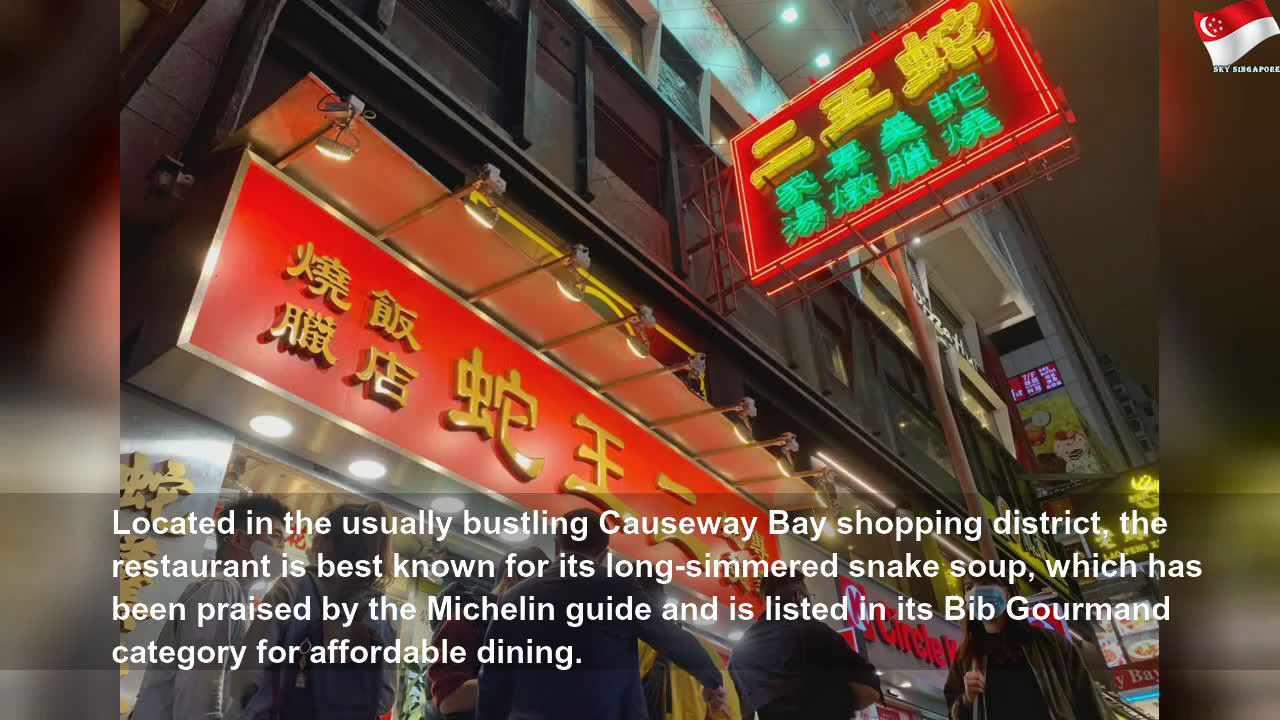 SKY SINGAPORE
蛇王二
蛇羹專家
燒臘燉湯
燒臘
飯店
蛇王二
7/F
Circle K
Located in the usually bustling Causeway Bay shopping district, the
restaurant is best known for its long-simmered snake soup, which has
been praised by the Michelin guide and is listed in its Bib Gourmand
category for affordable dining.